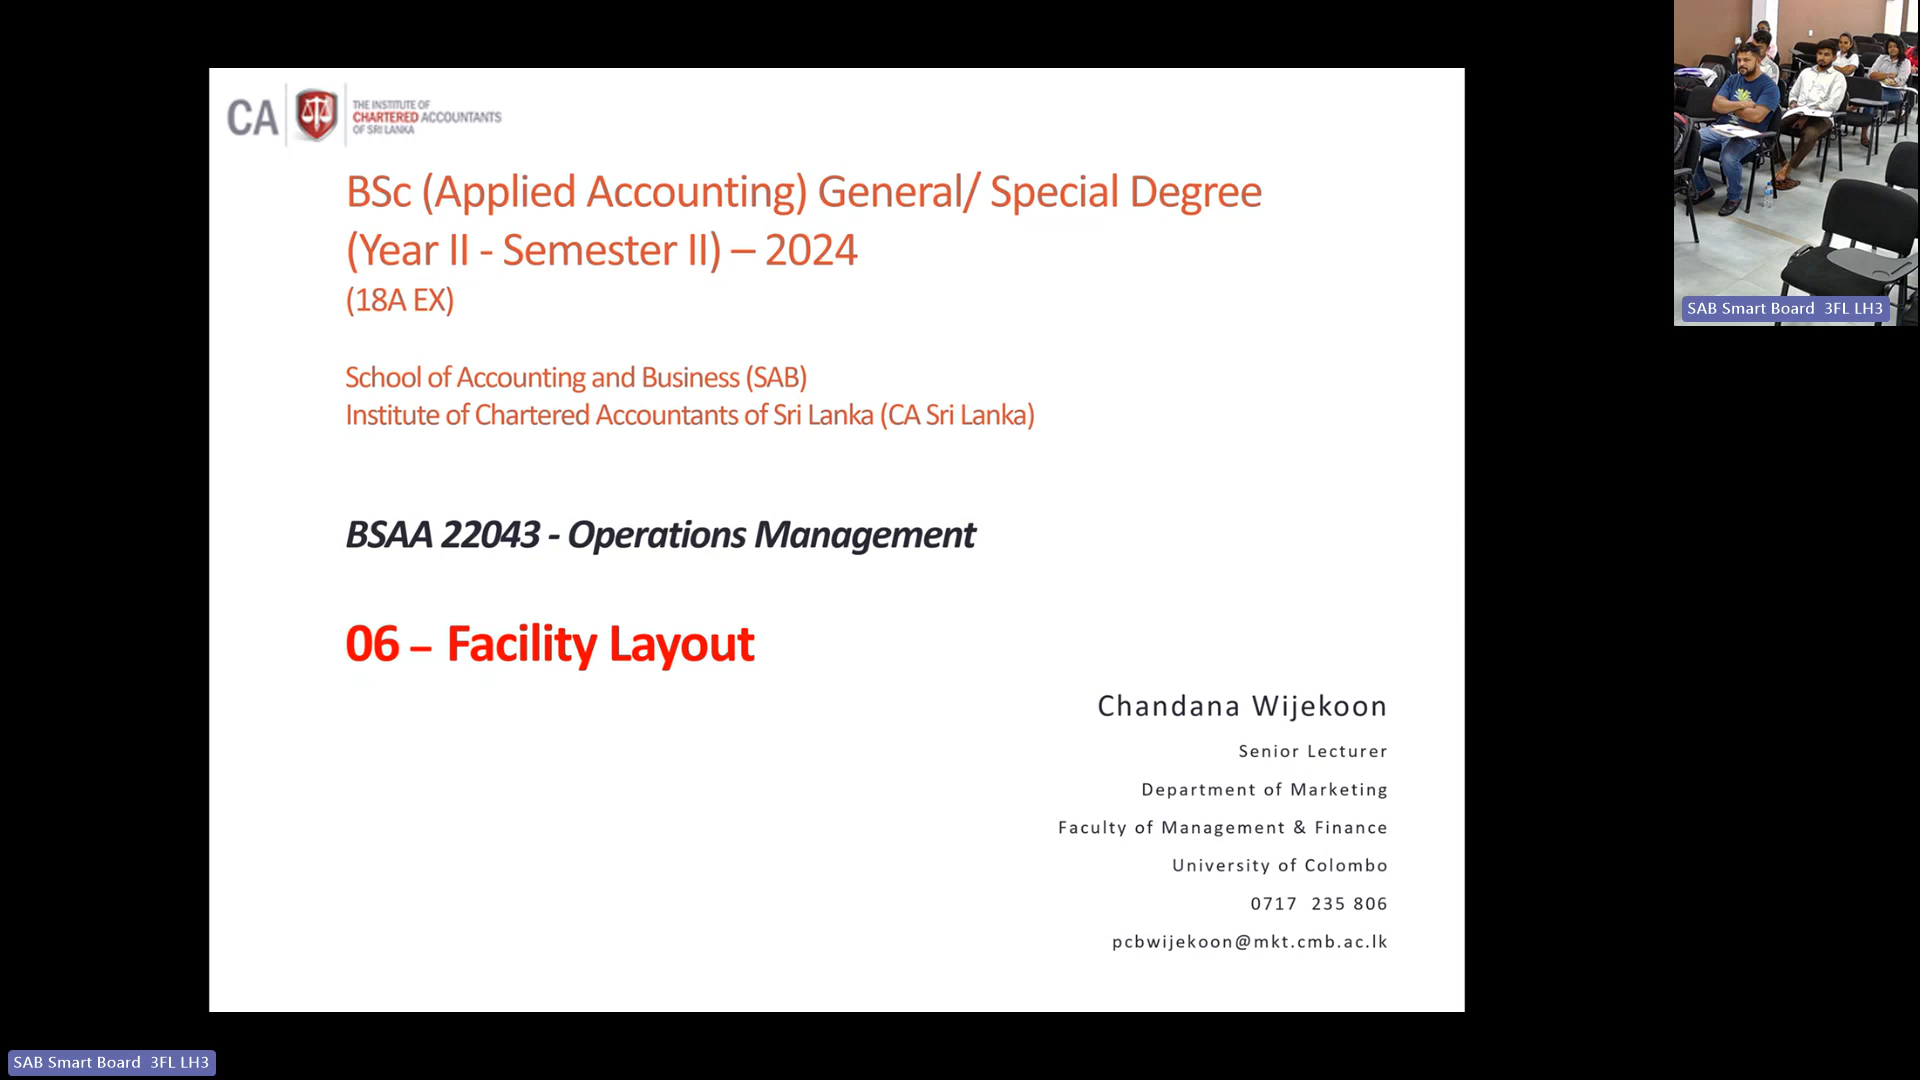 CA
THE INSTITUTE OF
CHARTERED ACCOUNTANTS
OF SRI LANKA
BSc (Applied Accounting) General/ Special Degree
(Year II - Semester II) – 2024
(18A EX)
School of Accounting and Business (SAB)
Institute of Chartered Accountants of Sri Lanka (CA Sri Lanka)
BSAA 22043 - Operations Management
06 – Facility Layout
Chandana Wijekoon
Senior Lecturer
Department of Marketing
Faculty of Management & Finance
University of Colombo
0717 235 806
pcbwijekoon@mkt.cmb.ac.lk
SAB Smart Board 3FL LH3
SAB Smart Board 3FL LH3